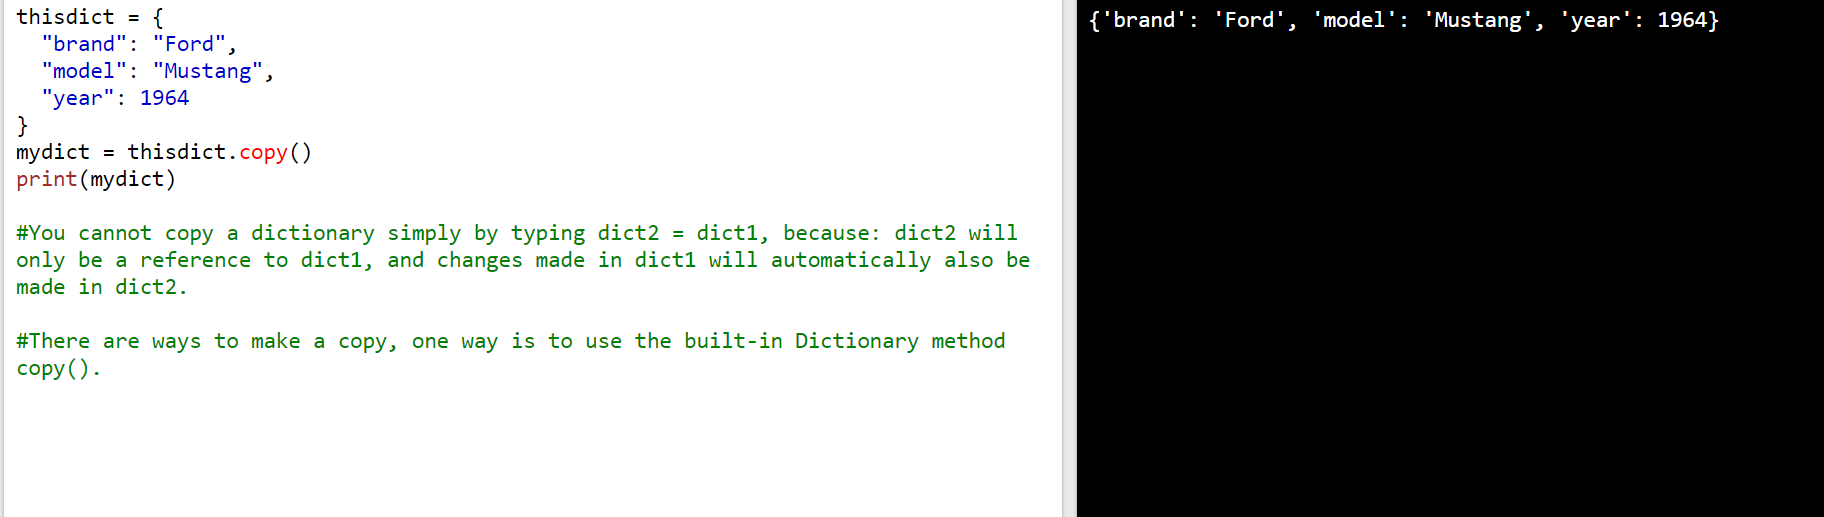 thisdict = {
  "brand": "Ford",
  "model": "Mustang",
  "year": 1964
}
mydict = thisdict.copy()
print(mydict)

#You cannot copy a dictionary simply by typing dict2 = dict1, because: dict2 will
only be a reference to dict1, and changes made in dict1 will automatically also be
made in dict2.

#There are ways to make a copy, one way is to use the built-in Dictionary method
copy().
{'brand': 'Ford', 'model': 'Mustang', 'year': 1964}